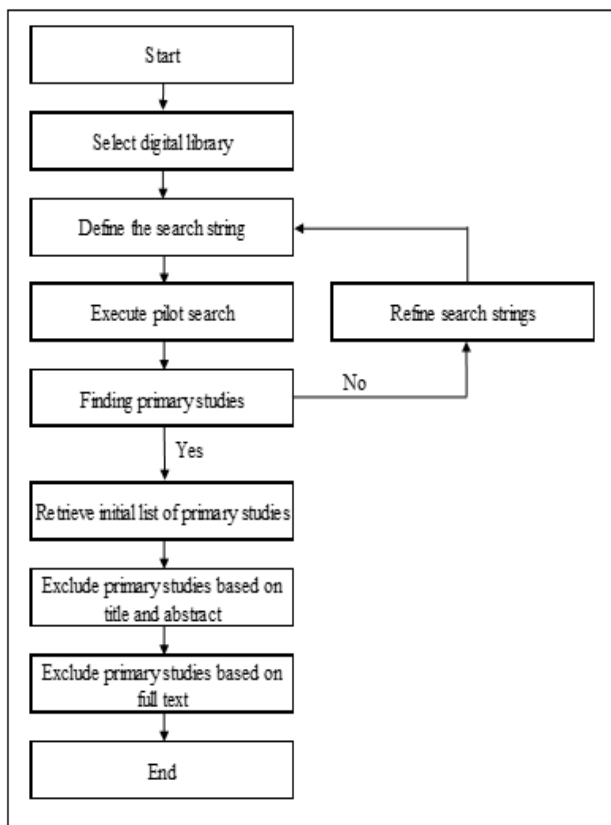 Start
Select digital library
Define the search string
Execute pilot search
Refine search strings
Finding primary studies
No
Yes
Retrieve initial list of primary studies
Exclude primary studies based on
title and abstract
Exclude primary studies based on
full text
End